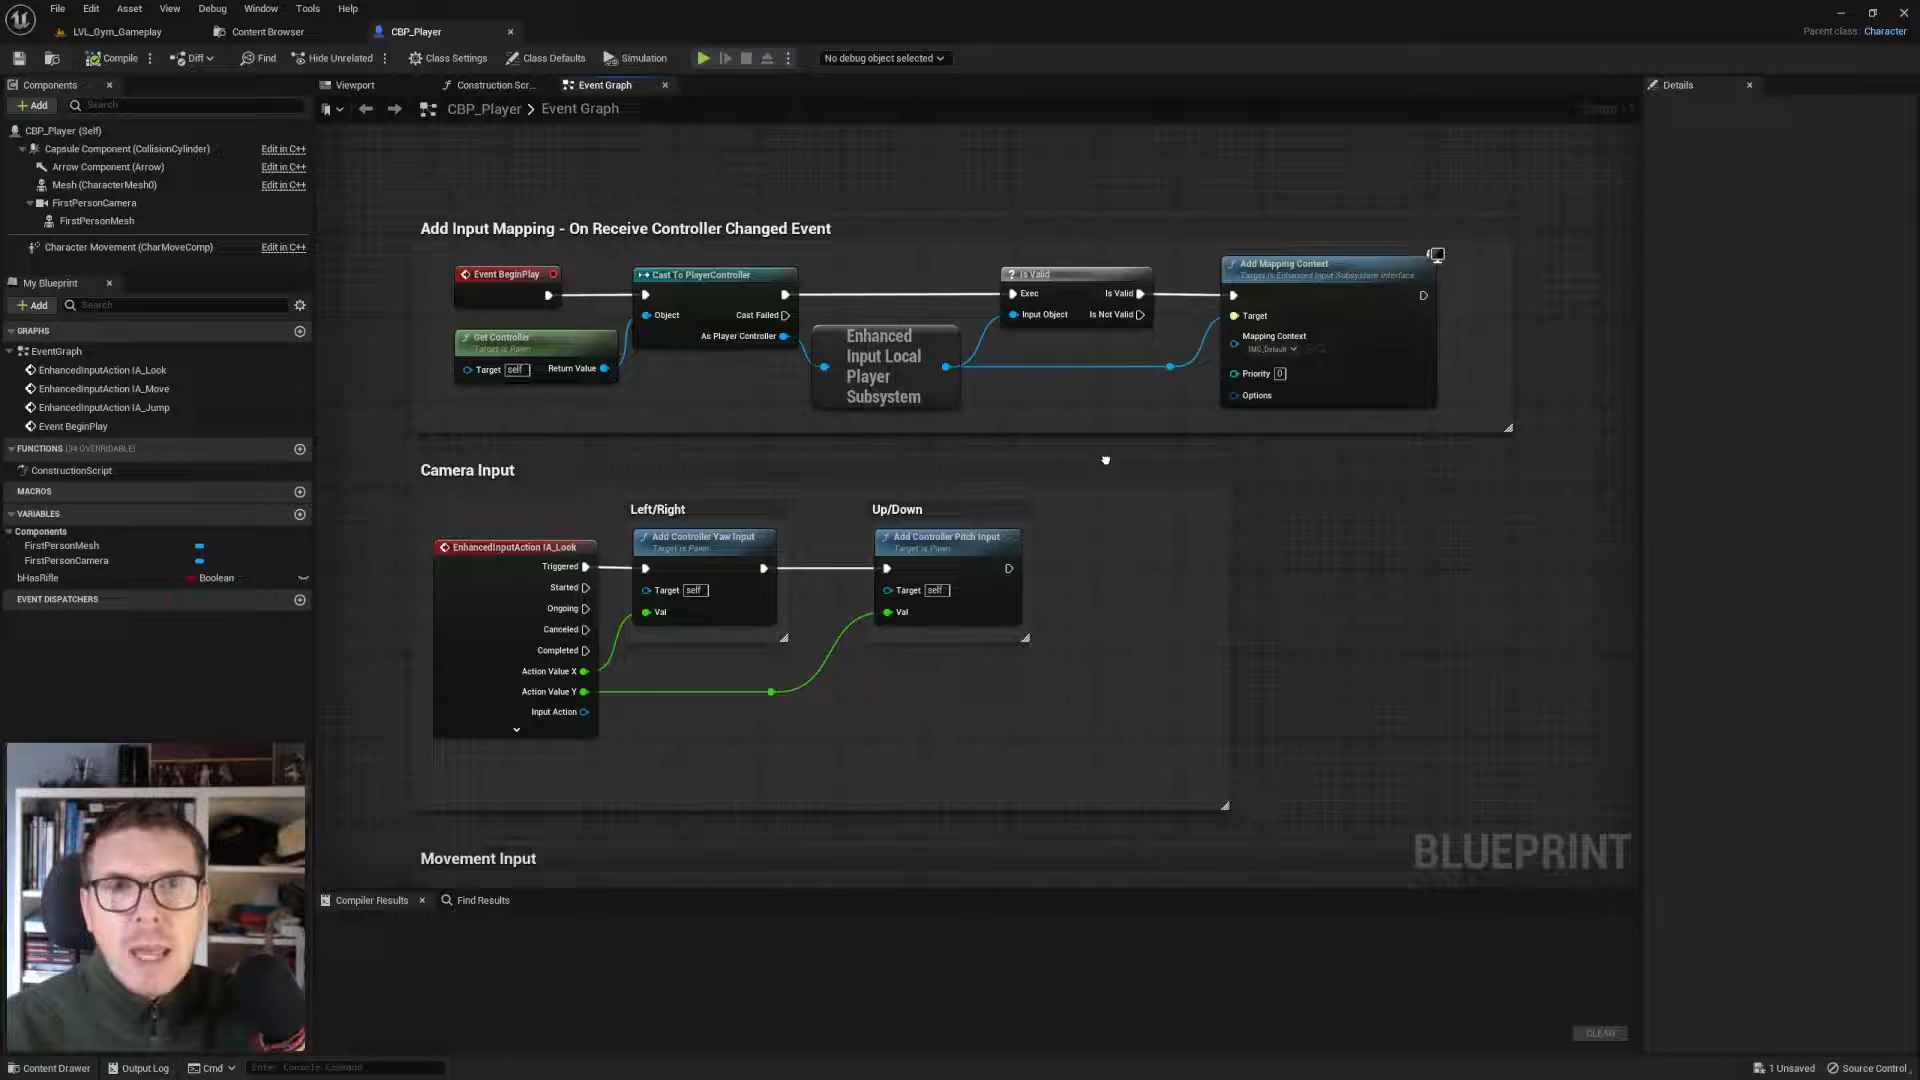 File Edit Asset View Debug Window Tools Help
LVL_Gym_Gameplay Content Browser CBP_Player
Parent class: Character
Compile Diff Find Hide Unrelated Class Settings Class Defaults Simulation No debug object selected
Components Viewport Construction Scr... Event Graph Details
Add Search
CBP_Player > Event Graph
CBP_Player (Self)
Capsule Component (CollisionCylinder) Edit in C++
Arrow Component (Arrow) Edit in C++
Mesh (CharacterMesh0) Edit in C++
FirstPersonCamera
FirstPersonMesh
Character Movement (CharMoveComp) Edit in C++
My Blueprint
Add Search
GRAPHS
EventGraph
EnhancedInputAction IA_Look
EnhancedInputAction IA_Move
EnhancedInputAction IA_Jump
Event BeginPlay
FUNCTIONS (34 OVERRIDABLE)
ConstructionScript
MACROS
VARIABLES
Components
FirstPersonMesh
FirstPersonCamera
bHasRifle Boolean
EVENT DISPATCHERS
Add Input Mapping - On Receive Controller Changed Event
Event BeginPlay
Get Controller
Target is Pawn
Target self Return Value
Cast To PlayerController
Object Cast Failed
As Player Controller
Enhanced
Input Local
Player
Subsystem
Is Valid
Exec Is Valid
Input Object Is Not Valid
Add Mapping Context
Target is Enhanced Input Subsystem Interface
Target
Mapping Context
IMC_Default
Priority 0
Options
Camera Input
Left/Right Up/Down
EnhancedInputAction IA_Look
Triggered
Started
Ongoing
Canceled
Completed
Action Value X
Action Value Y
Input Action
Add Controller Yaw Input
Target is Pawn
Target self
Val
Add Controller Pitch Input
Target is Pawn
Target self
Val
Movement Input
BLUEPRINT
Compiler Results Find Results
CLEAR
Content Drawer Output Log Cmd Enter Console Command 1 Unsaved Source Control